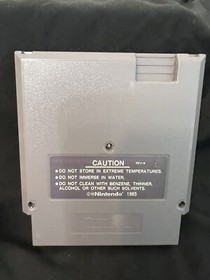 CAUTION
REV-A
• DO NOT STORE IN EXTREME TEMPERATURES.
• DO NOT IMMERSE IN WATER.
• DO NOT CLEAN WITH BENZENE, THINNER,
ALCOHOL OR OTHER SUCH SOLVENTS.
©Nintendo® 1985